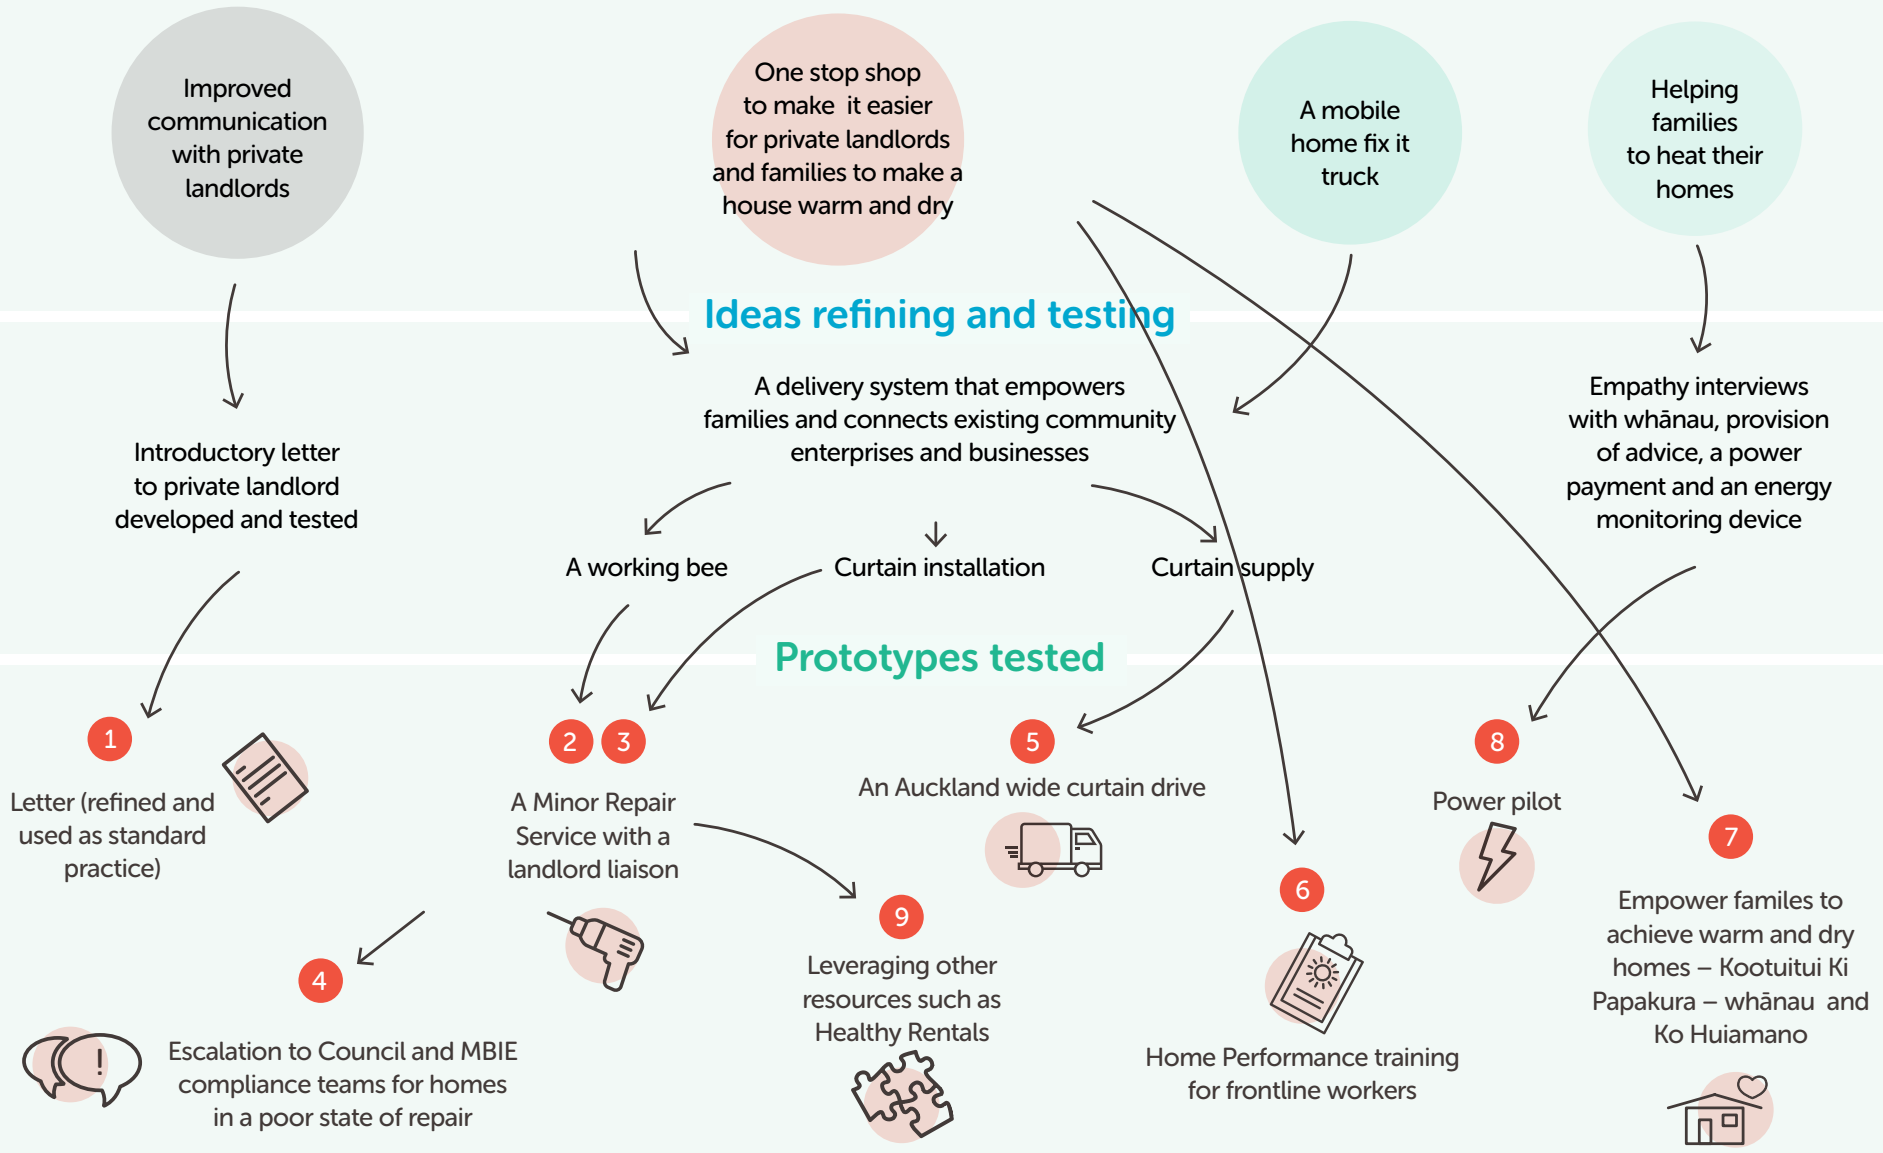 Improved
communication
with private
landlords
One stop shop
to make it easier
for private landlords
and families to make a
house warm and dry
A mobile
home fix it
truck
Helping
families
to heat their
homes
Ideas refining and testing
Introductory letter
to private landlord
developed and tested
A delivery system that empowers
families and connects existing community
enterprises and businesses
Empathy interviews
with whānau, provision
of advice, a power
payment and an energy
monitoring device
A working bee
Curtain installation
Curtain supply
Prototypes tested
1
Letter (refined and
used as standard
practice)
2 3
A Minor Repair
Service with a
landlord liaison
5
An Auckland wide curtain drive
8
Power pilot
7
Empower familes to
achieve warm and dry
homes – Kootuitui Ki
Papakura – whānau and
Ko Huiamano
6
Home Performance training
for frontline workers
9
Leveraging other
resources such as
Healthy Rentals
4
Escalation to Council and MBIE
compliance teams for homes
in a poor state of repair
!